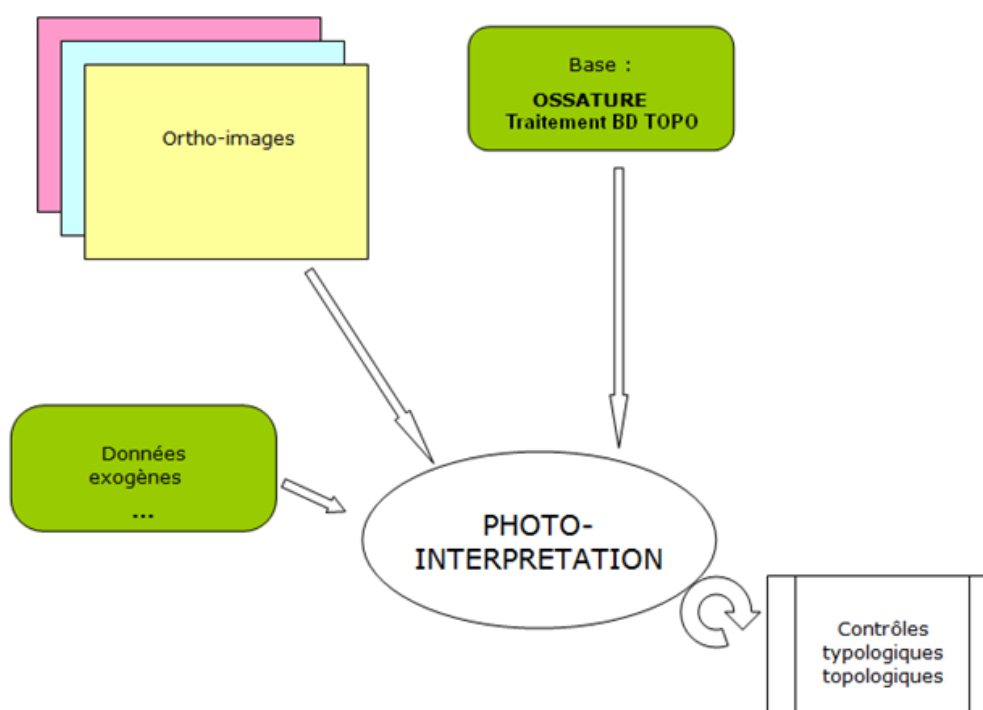 Ortho-images
Base :
OSSATURE
Traitement BD TOPO
Données
exogènes
...
PHOTO-
INTERPRETATION
Contrôles
typologiques
topologiques